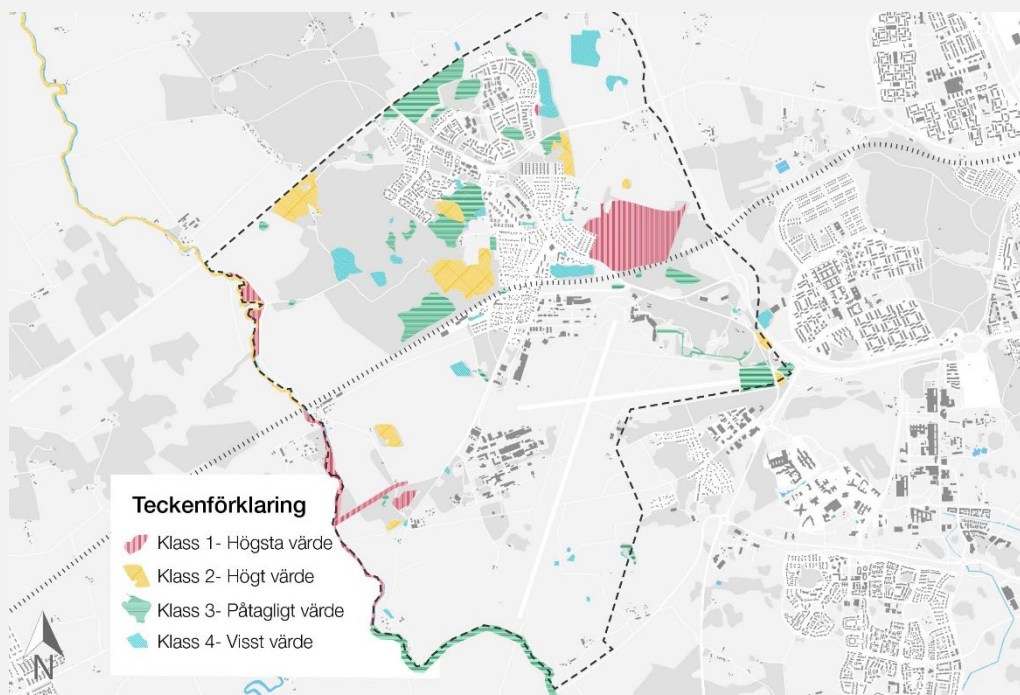 Teckenförklaring
Klass 1- Högsta värde
Klass 2- Högt värde
Klass 3- Påtagligt värde
Klass 4- Visst värde
N